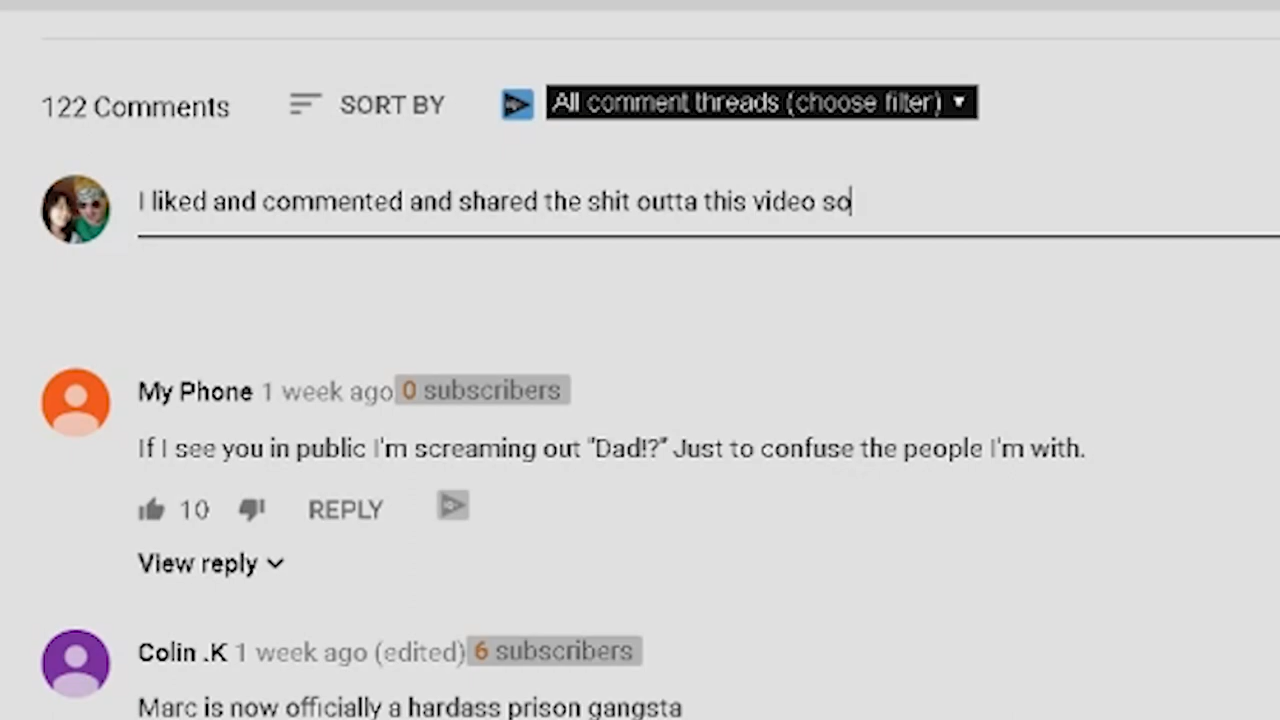 122 Comments SORT BY All comment threads (choose filter) ▼
I liked and commented and shared the shit outta this video so
My Phone 1 week ago 0 subscribers
If I see you in public I'm screaming out "Dad!?" Just to confuse the people I'm with.
10 REPLY
View reply
Colin .K 1 week ago (edited) 6 subscribers
Marc is now officially a hardass prison gangsta